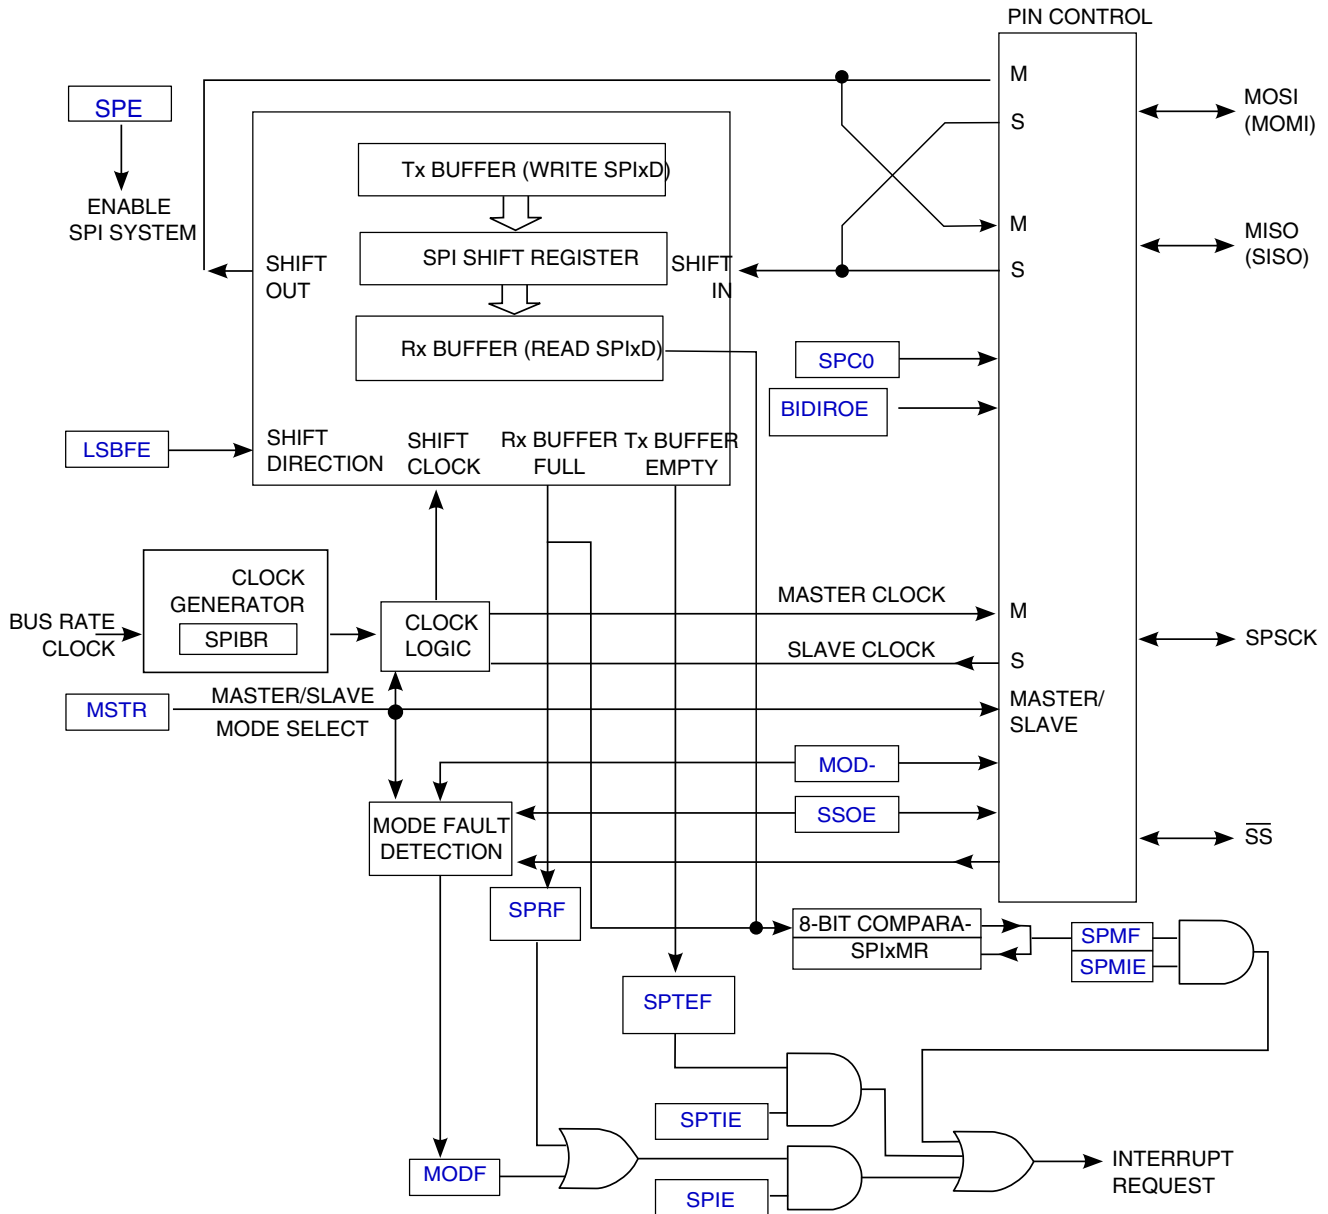 PIN CONTROL
SPE
ENABLE
SPI SYSTEM
Tx BUFFER (WRITE SPIxD)
SPI SHIFT REGISTER
Rx BUFFER (READ SPIxD)
SHIFT
OUT
SHIFT
IN
M
S
M
S
MOSI
(MOMI)
MISO
(SISO)
SPC0
BIDIROE
LSBFE
SHIFT
DIRECTION
SHIFT
CLOCK
Rx BUFFER
FULL
Tx BUFFER
EMPTY
BUS RATE
CLOCK
CLOCK
GENERATOR
SPIBR
CLOCK
LOGIC
MASTER CLOCK
M
SLAVE CLOCK
S
SPSCK
MSTR
MASTER/SLAVE
MODE SELECT
MASTER/
SLAVE
MOD-
SSOE
MODE FAULT
DETECTION
SS
SPRF
8-BIT COMPARA-
SPIxMR
SPMF
SPMIE
SPTEF
SPTIE
MODF
SPIE
INTERRUPT
REQUEST